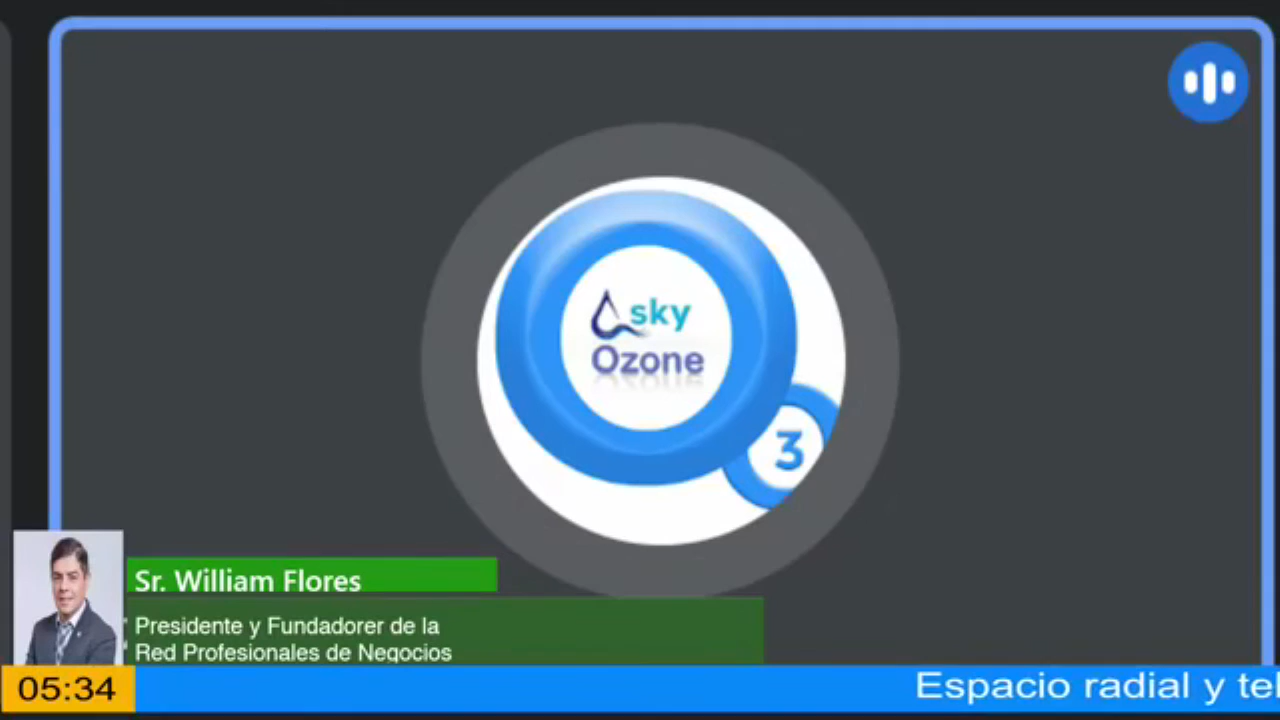 sky
Ozone
3
Sr. William Flores
Presidente y Fundadorer de la
Red Profesionales de Negocios
05:34
Espacio radial y tel